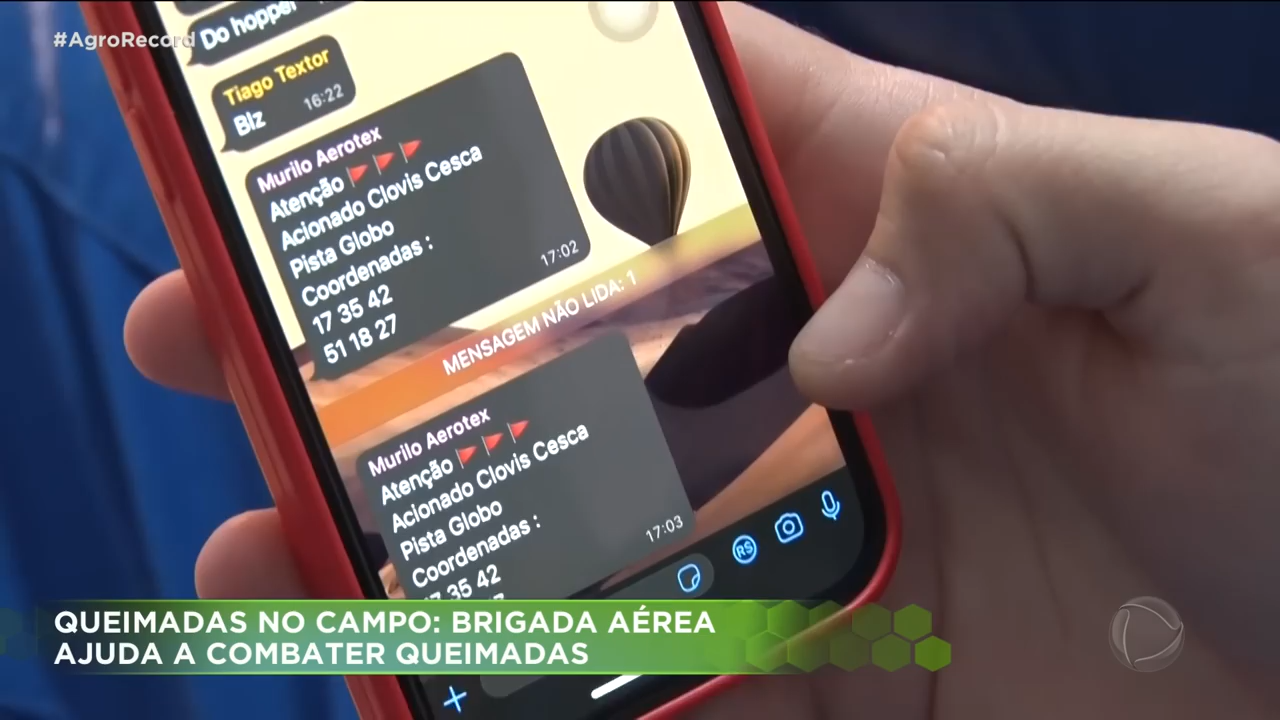 #AgroRecord
Do hopper
Tiago Textor
Blz
16:22
Murilo Aerotex
Atenção 🚩🚩🚩
Acionado Clovis Cesca
Pista Globo
Coordenadas :
17 35 42
51 18 27
17:02
MENSAGEM NÃO LIDA: 1
Murilo Aerotex
Atenção 🚩🚩🚩
Acionado Clovis Cesca
Pista Globo
Coordenadas :
17:03
35 42
R$
QUEIMADAS NO CAMPO: BRIGADA AÉREA
AJUDA A COMBATER QUEIMADAS